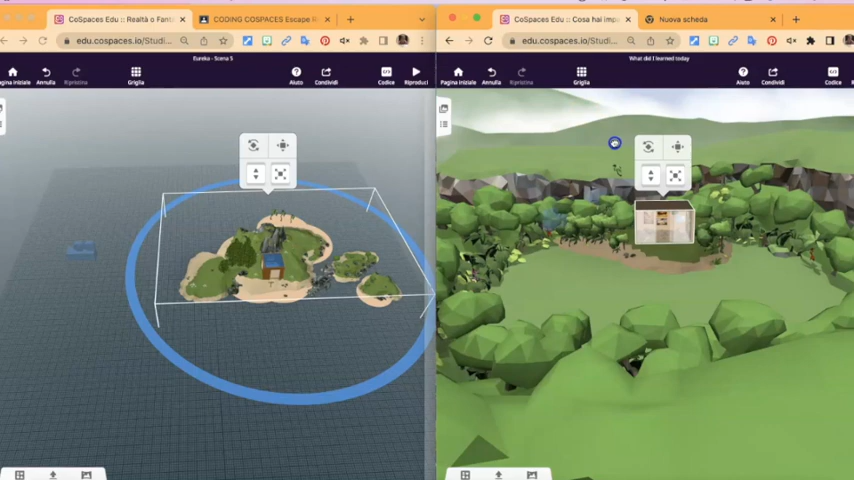 CoSpaces Edu :: Realtà o Fant
CODING COSPACES Escape R
edu.cospaces.io/Studi...
Eureka - Scena 5
Pagina iniziale
Annulla
Ripristina
Griglia
Aiuto
Condividi
Codice
Riproduci
CoSpaces Edu :: Cosa hai imp
Nuova scheda
edu.cospaces.io/Studi...
What did I learned today
Pagina iniziale
Annulla
Ripristina
Griglia
Aiuto
Condividi
Codice